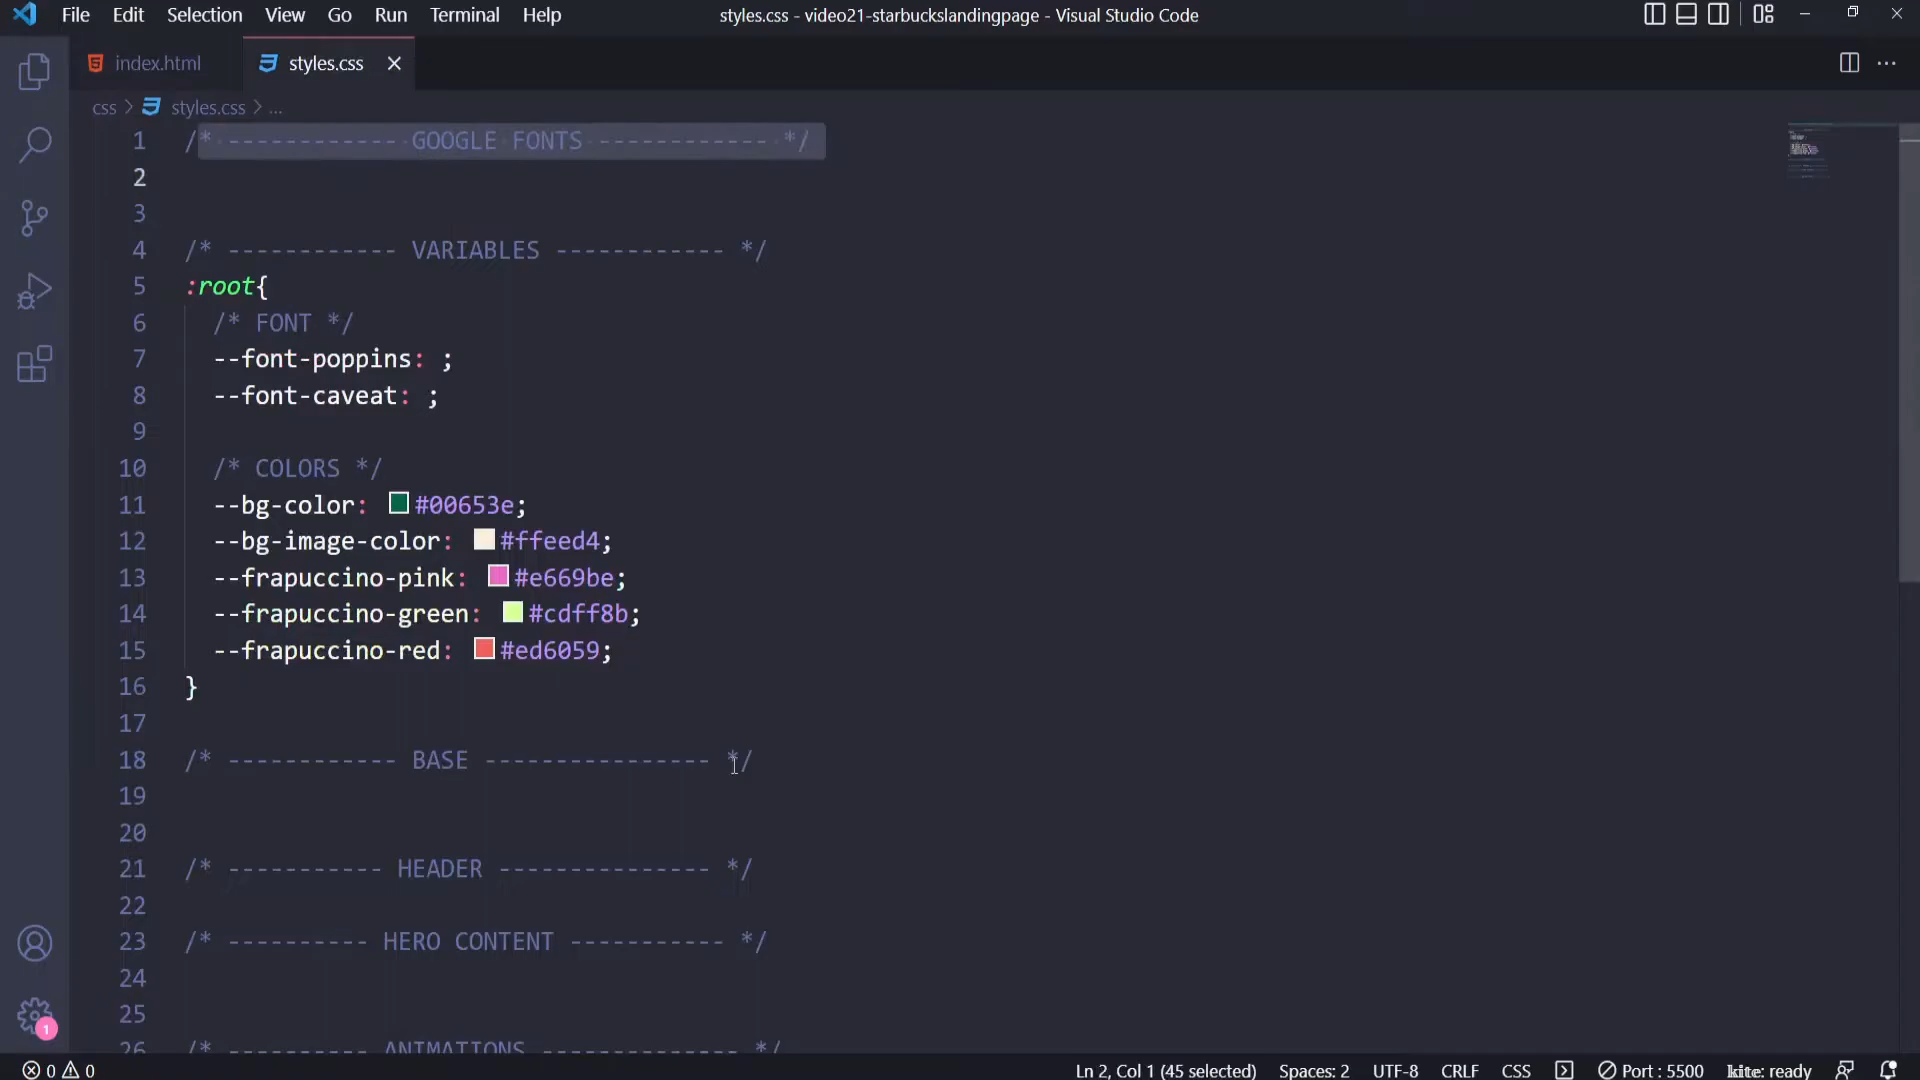 File Edit Selection View Go Run Terminal Help styles.css - video21-starbuckslandingpage - Visual Studio Code
index.html styles.css
css > styles.css > ...
1 /* ------------ GOOGLE FONTS ------------ */
2
3
4 /* ------------ VARIABLES ------------ */
5 :root{
6 /* FONT */
7 --font-poppins: ;
8 --font-caveat: ;
9
10 /* COLORS */
11 --bg-color: #00653e;
12 --bg-image-color: #ffeed4;
13 --frapuccino-pink: #e669be;
14 --frapuccino-green: #cdff8b;
15 --frapuccino-red: #ed6059;
16 }
17
18 /* ------------ BASE ---------------- */
19
20
21 /* ----------- HEADER --------------- */
22
23 /* ---------- HERO CONTENT ----------- */
24
25
26 /* ---------- ANIMATIONS -------------- */
1
0 0 Ln 2, Col 1 (45 selected) Spaces: 2 UTF-8 CRLF CSS Port : 5500 kite: ready